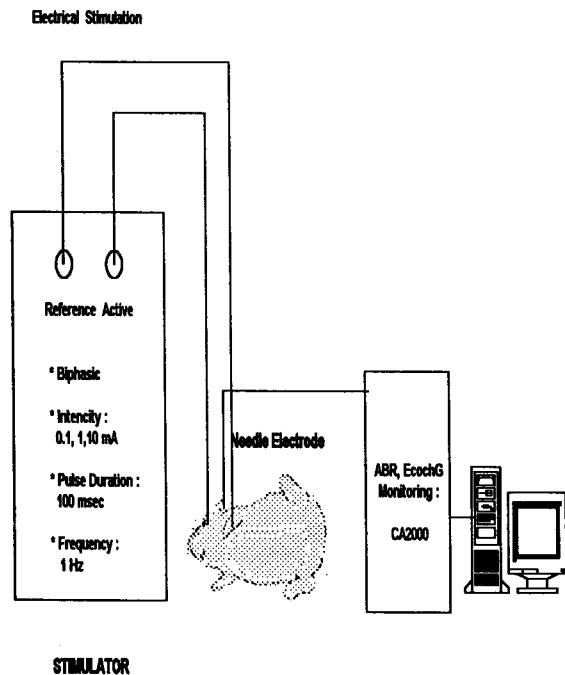 Electrical Stimulation
Reference Active
* Biphasic
* Intencity :
0.1, 1,10 mA
* Pulse Duration :
100 msec
* Frequency :
1 Hz
STIMULATOR
Needle Electrode
ABR, EcochG
Monitoring :
CA2000